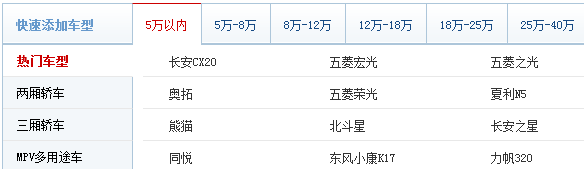 快速添加车型 5万以内 5万-8万 8万-12万 12万-18万 18万-25万 25万-40万
热门车型 长安CX20 五菱宏光 五菱之光
两厢轿车 奥拓 五菱荣光 夏利N5
三厢轿车 熊猫 北斗星 长安之星
MPV多用途车 同悦 东风小康K17 力帆320